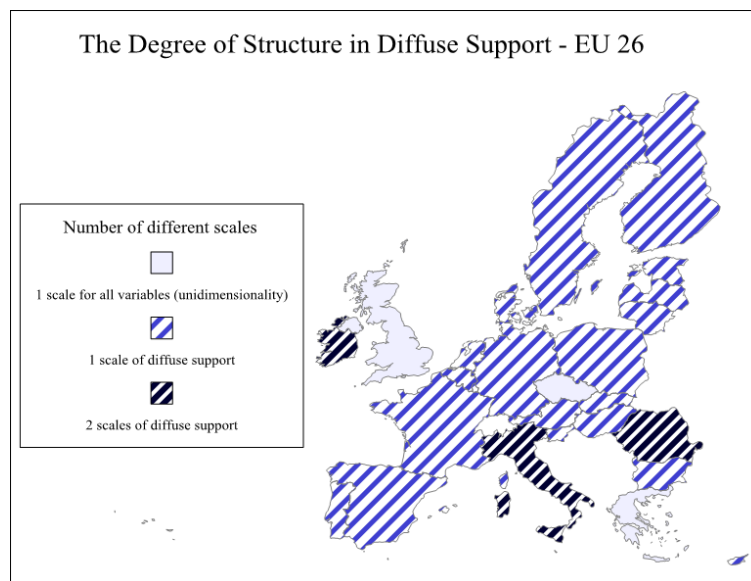 The Degree of Structure in Diffuse Support - EU 26
Number of different scales
1 scale for all variables (unidimensionality)
1 scale of diffuse support
2 scales of diffuse support